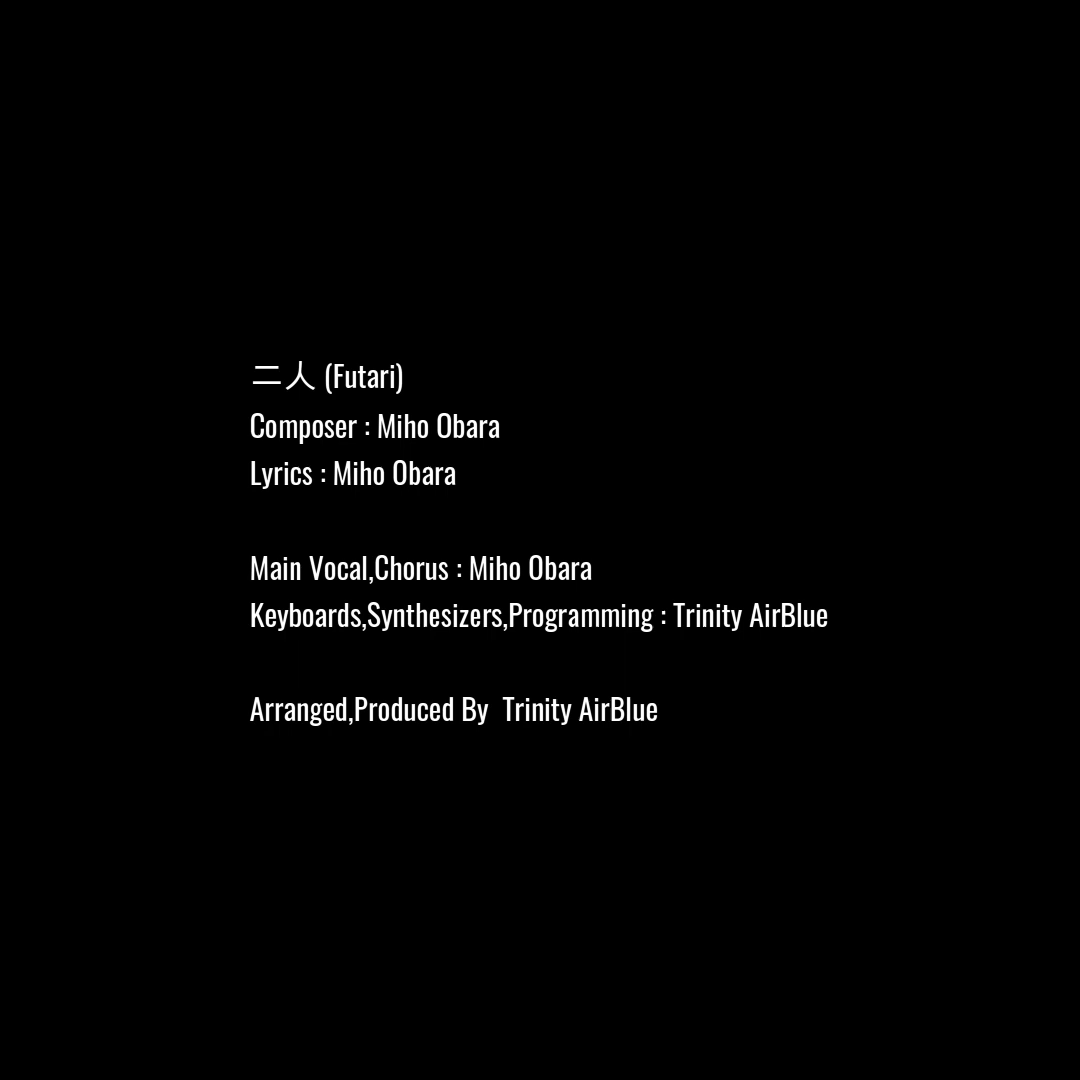 二人 (Futari)
Composer : Miho Obara
Lyrics : Miho Obara
Main Vocal,Chorus : Miho Obara
Keyboards,Synthesizers,Programming : Trinity AirBlue
Arranged,Produced By  Trinity AirBlue